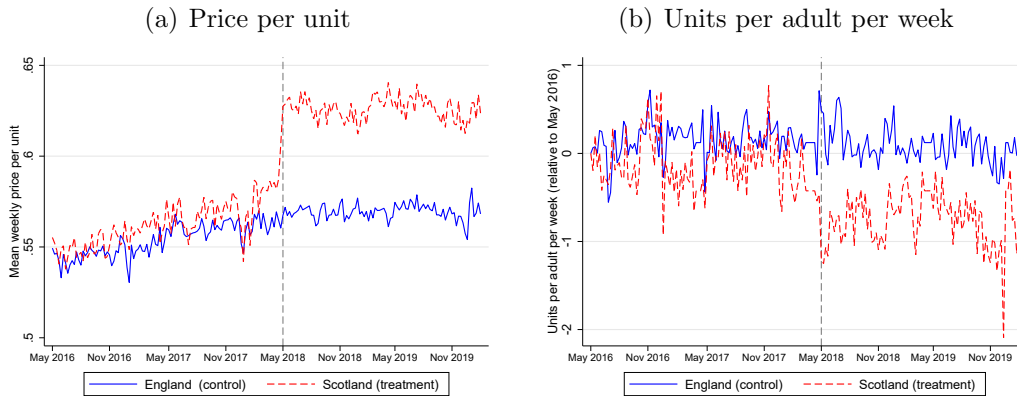 (a) Price per unit
Mean weekly price per unit
.65
.6
.55
.5
May 2016 Nov 2016 May 2017 Nov 2017 May 2018 Nov 2018 May 2019 Nov 2019
England (control) Scotland (treatment)
(b) Units per adult per week
Units per adult per week (relative to May 2016)
1
0
-1
-2
May 2016 Nov 2016 May 2017 Nov 2017 May 2018 Nov 2018 May 2019 Nov 2019
England (control) Scotland (treatment)